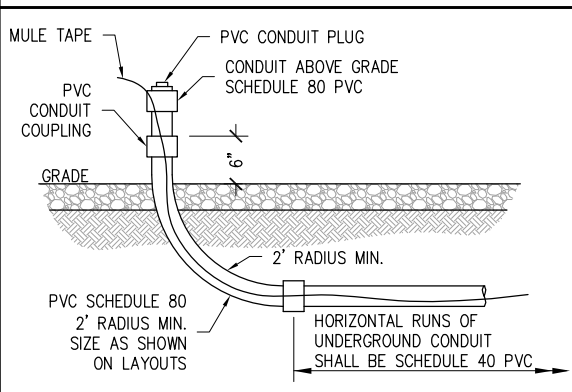 MULE TAPE
PVC CONDUIT PLUG
CONDUIT ABOVE GRADE
SCHEDULE 80 PVC
PVC
CONDUIT
COUPLING
6"
GRADE
2' RADIUS MIN.
PVC SCHEDULE 80
2' RADIUS MIN.
SIZE AS SHOWN
ON LAYOUTS
HORIZONTAL RUNS OF
UNDERGROUND CONDUIT
SHALL BE SCHEDULE 40 PVC